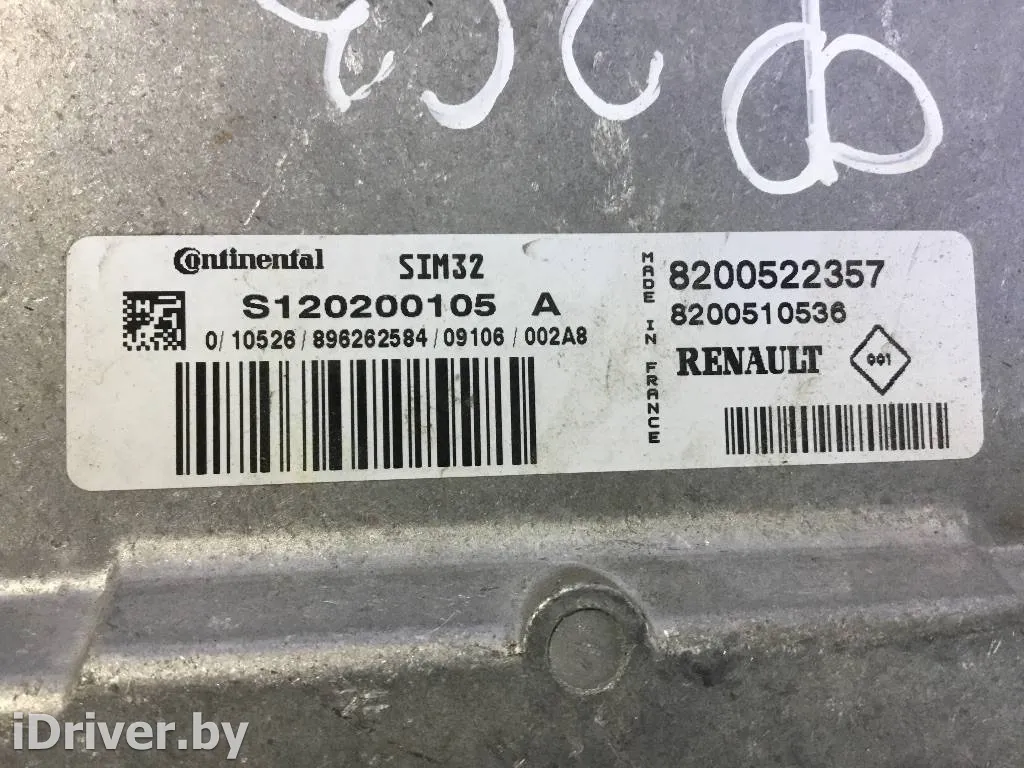 Continental SIM32
S120200105 A
0/10526/896262584/09106/002A8
MADE IN FRANCE
8200522357
8200510536
RENAULT
001
iDriver.by